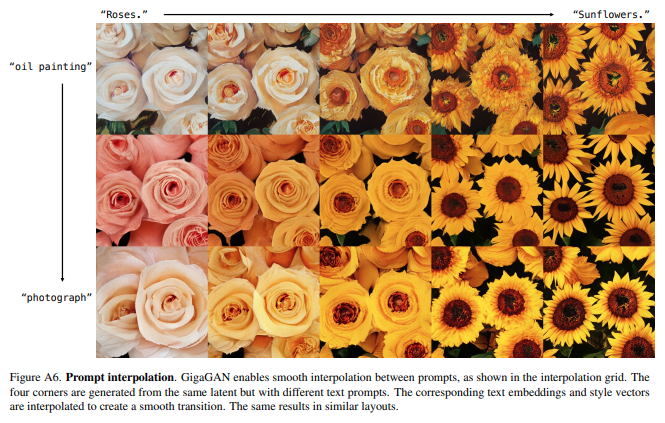 “Roses.” “Sunflowers.”
“oil painting”
“photograph”
Figure A6. Prompt interpolation. GigaGAN enables smooth interpolation between prompts, as shown in the interpolation grid. The
four corners are generated from the same latent but with different text prompts. The corresponding text embeddings and style vectors
are interpolated to create a smooth transition. The same results in similar layouts.